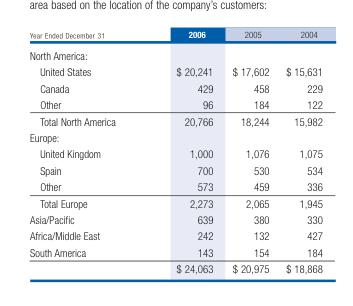 area based on the location of the company's customers:
Year Ended December 31 2006 2005 2004
North America:
United States $ 20,241 $ 17,602 $ 15,631
Canada 429 458 229
Other 96 184 122
Total North America 20,766 18,244 15,982
Europe:
United Kingdom 1,000 1,076 1,075
Spain 700 530 534
Other 573 459 336
Total Europe 2,273 2,065 1,945
Asia/Pacific 639 380 330
Africa/Middle East 242 132 427
South America 143 154 184
$ 24,063 $ 20,975 $ 18,868